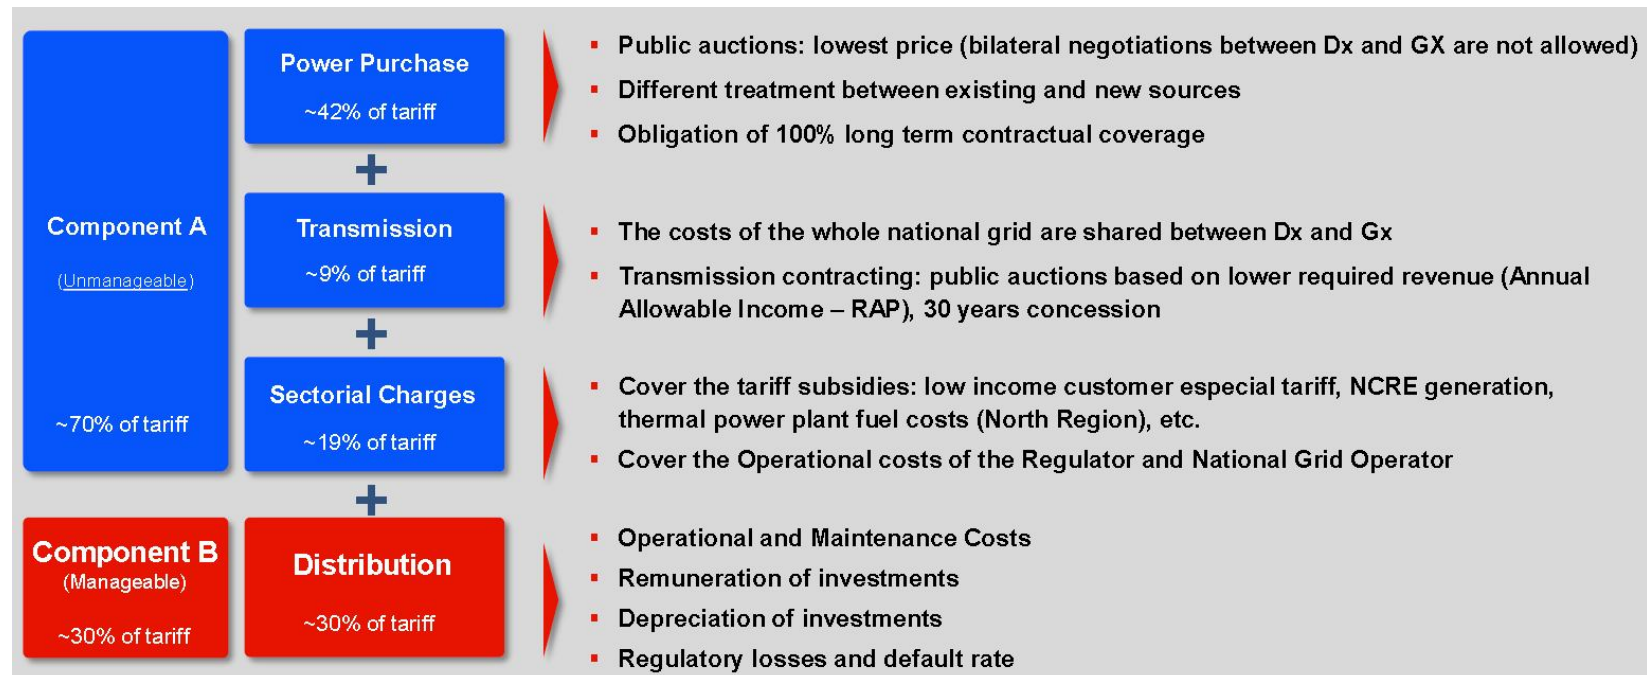 Component A
(Unmanageable)
~70% of tariff
Power Purchase
~42% of tariff
▪ Public auctions: lowest price (bilateral negotiations between Dx and GX are not allowed)
▪ Different treatment between existing and new sources
▪ Obligation of 100% long term contractual coverage
+
Transmission
~9% of tariff
▪ The costs of the whole national grid are shared between Dx and Gx
▪ Transmission contracting: public auctions based on lower required revenue (Annual
Allowable Income – RAP), 30 years concession
+
Sectorial Charges
~19% of tariff
▪ Cover the tariff subsidies: low income customer especial tariff, NCRE generation,
thermal power plant fuel costs (North Region), etc.
▪ Cover the Operational costs of the Regulator and National Grid Operator
+
Component B
(Manageable)
~30% of tariff
Distribution
~30% of tariff
▪ Operational and Maintenance Costs
▪ Remuneration of investments
▪ Depreciation of investments
▪ Regulatory losses and default rate